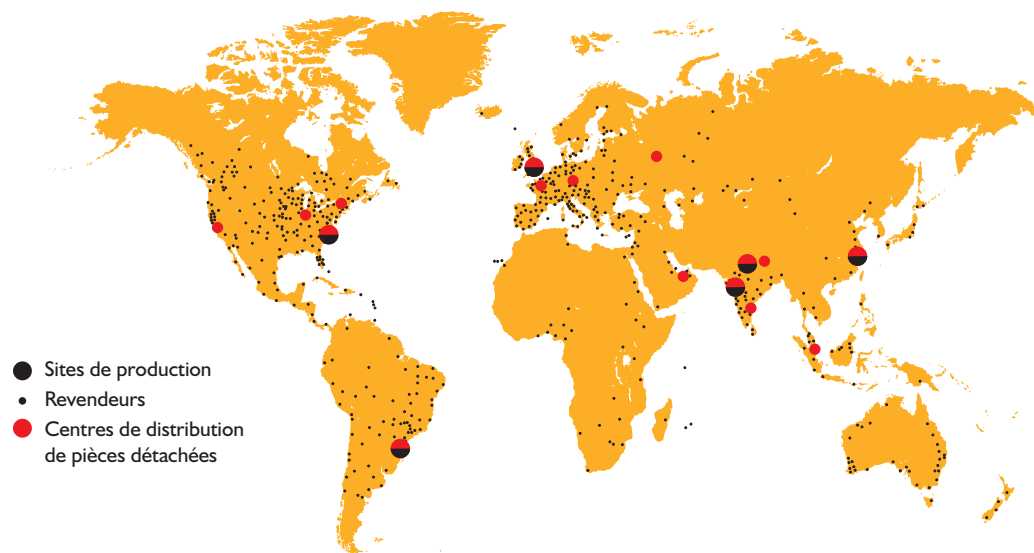 Sites de production
Revendeurs
Centres de distribution
de pièces détachées